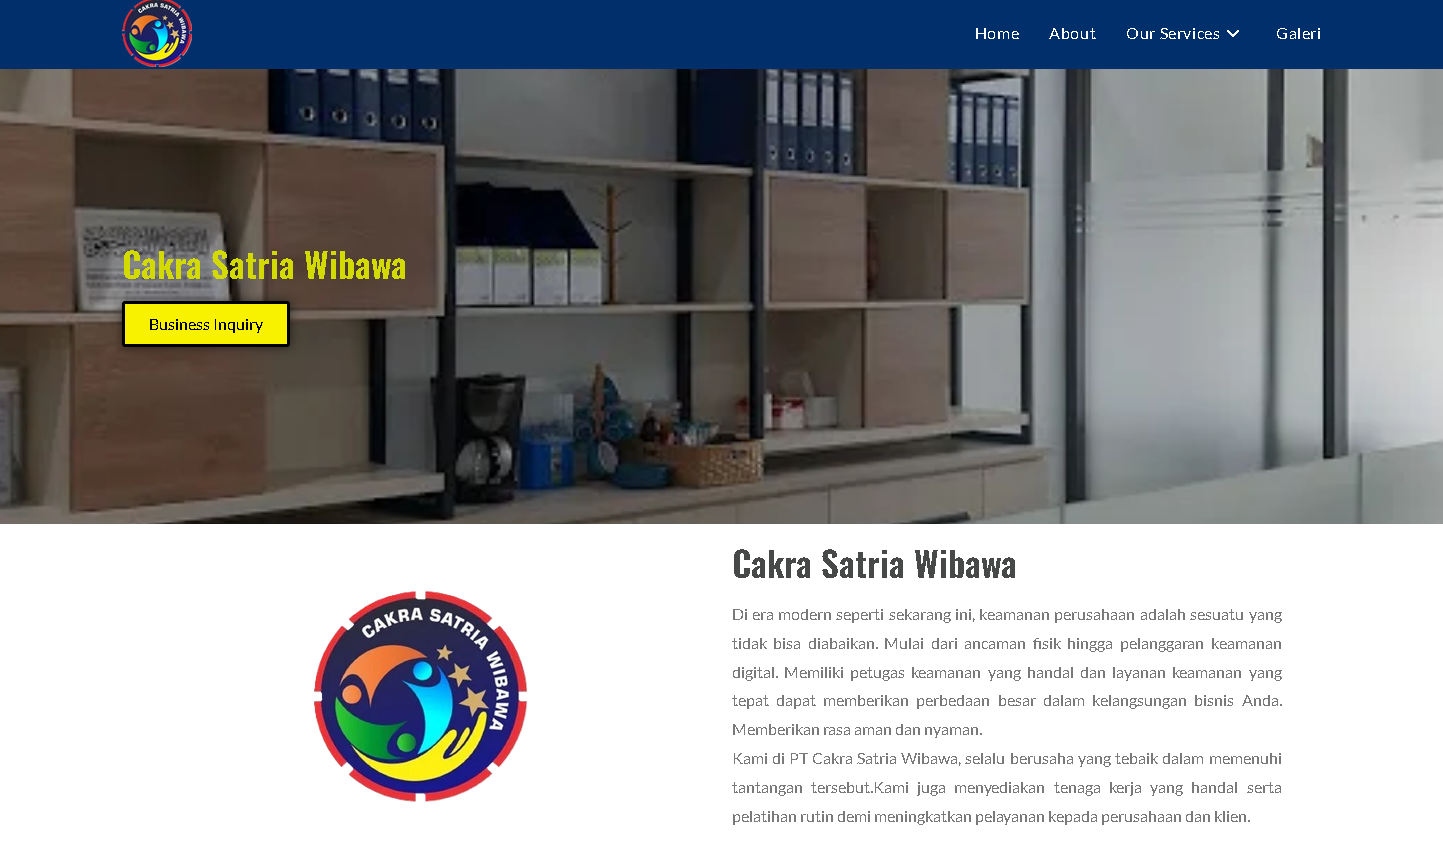 CAKRA SATRIA WIBAWA
Home About Our Services Galeri
Cakra Satria Wibawa
Business Inquiry
CAKRA SATRIA WIBAWA
Cakra Satria Wibawa
Di era modern seperti sekarang ini, keamanan perusahaan adalah sesuatu yang
tidak bisa diabaikan. Mulai dari ancaman fisik hingga pelanggaran keamanan
digital. Memiliki petugas keamanan yang handal dan layanan keamanan yang
tepat dapat memberikan perbedaan besar dalam kelangsungan bisnis Anda.
Memberikan rasa aman dan nyaman.
Kami di PT Cakra Satria Wibawa, selalu berusaha yang tebaik dalam memenuhi
tantangan tersebut.Kami juga menyediakan tenaga kerja yang handal serta
pelatihan rutin demi meningkatkan pelayanan kepada perusahaan dan klien.